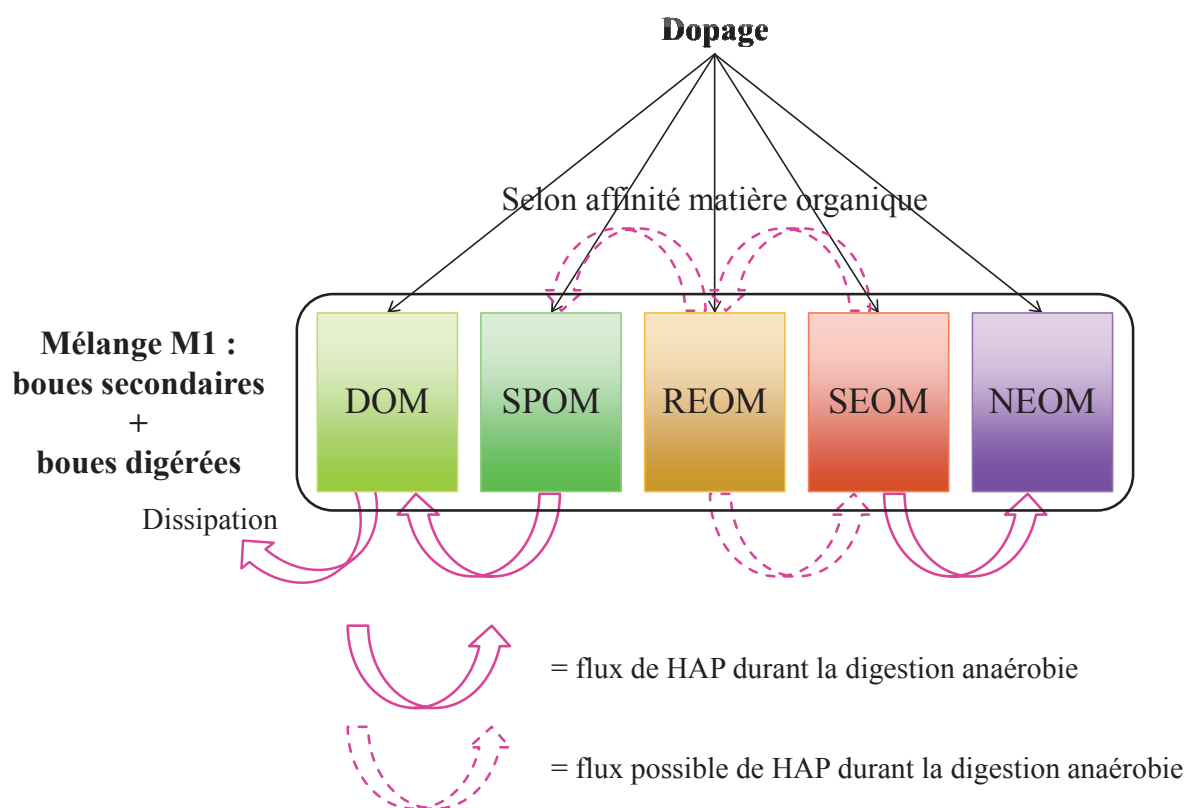 Dopage
Selon affinité matière organique
Mélange M1 :
boues secondaires
+
boues digérées
DOM
SPOM
REOM
SEOM
NEOM
Dissipation
= flux de HAP durant la digestion anaérobie
= flux possible de HAP durant la digestion anaérobie